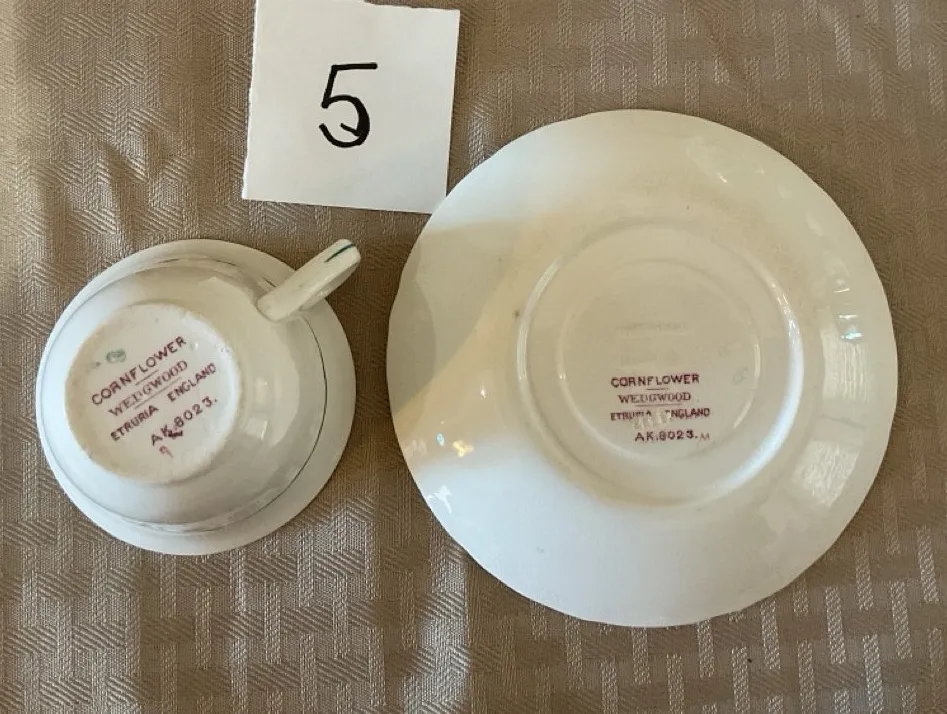 5
CORNFLOWER
WEDGWOOD
ETRURIA ENGLAND
AK.8023.
CORNFLOWER
WEDGWOOD
ETRURIA ENGLAND
AK.8023. M